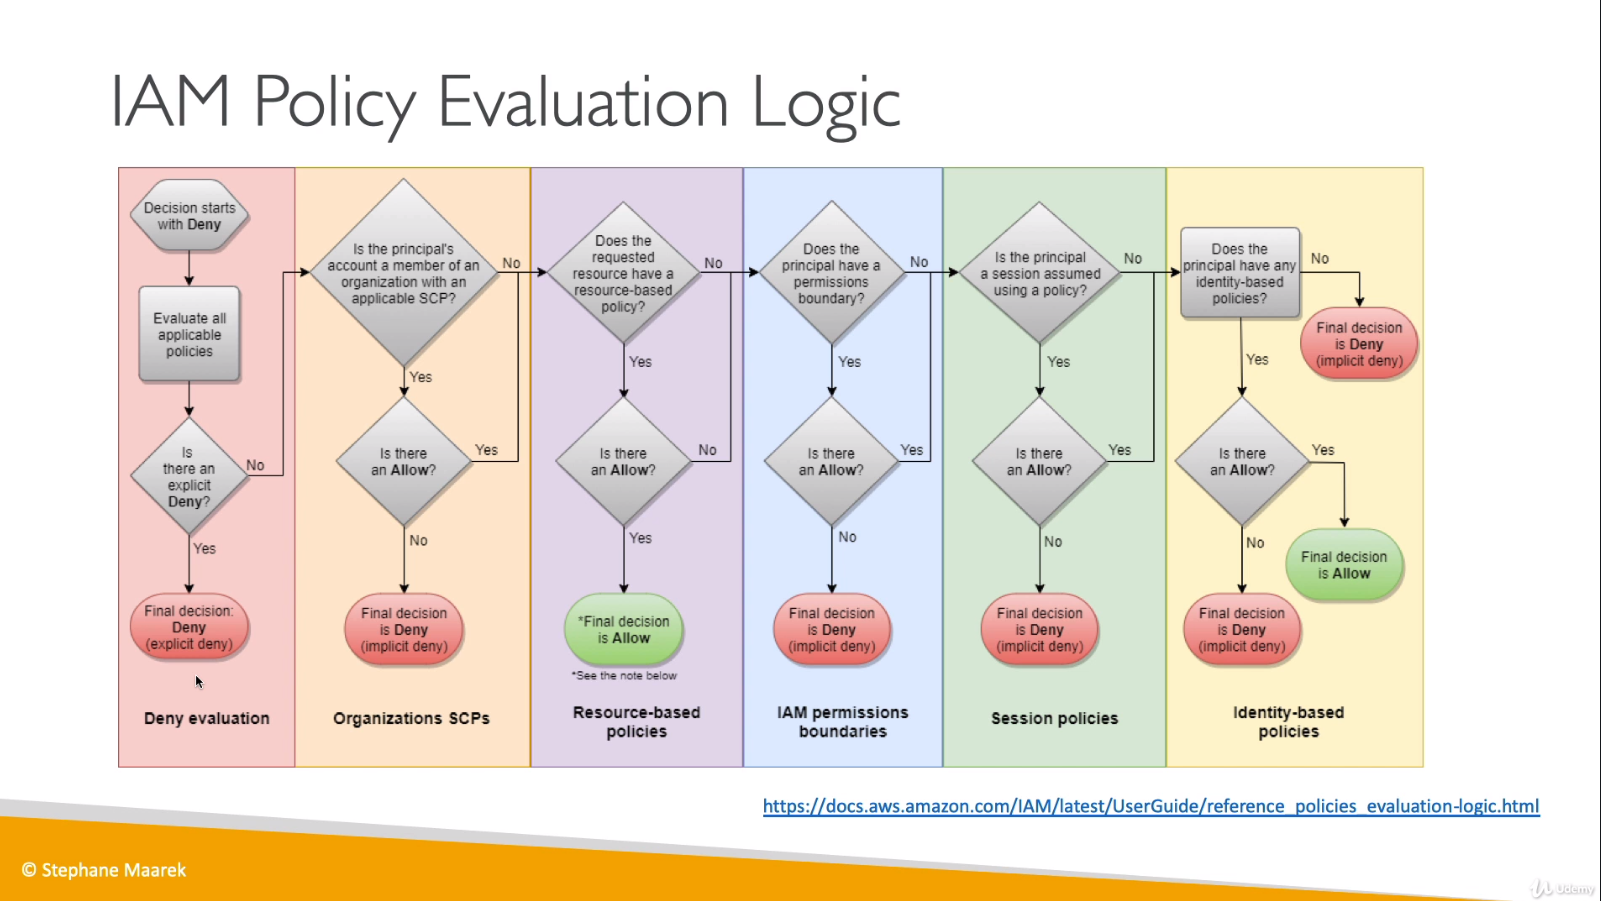 IAM Policy Evaluation Logic
Decision starts
with Deny
Evaluate all
applicable
policies
Is
there an
explicit
Deny?
No
Yes
Final decision:
Deny
(explicit deny)
Deny evaluation
Is the principal's
account a member of an
organization with an
applicable SCP?
No
Yes
Is there
an Allow?
Yes
No
Final decision
is Deny
(implicit deny)
Organizations SCPs
Does the
requested
resource have a
resource-based
policy?
No
Yes
Is there
an Allow?
No
Yes
*Final decision
is Allow
*See the note below
Resource-based
policies
Does the
principal have a
permissions
boundary?
No
Yes
Is there
an Allow?
Yes
No
Final decision
is Deny
(implicit deny)
IAM permissions
boundaries
Is the principal
a session assumed
using a policy?
No
Yes
Is there
an Allow?
Yes
No
Final decision
is Deny
(implicit deny)
Session policies
Does the
principal have any
identity-based
policies?
No
Final decision
is Deny
(implicit deny)
Yes
Is there
an Allow?
Yes
Final decision
is Allow
No
Final decision
is Deny
(implicit deny)
Identity-based
policies
https://docs.aws.amazon.com/IAM/latest/UserGuide/reference_policies_evaluation-logic.html
© Stephane Maarek
Udemy